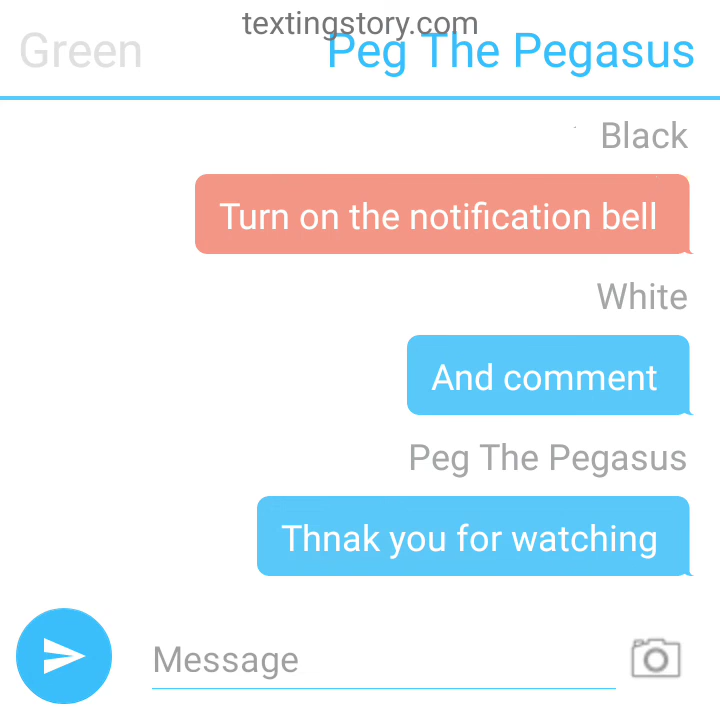 textingstory.com
Green Peg The Pegasus
Black
Turn on the notification bell
White
And comment
Peg The Pegasus
Thnak you for watching
Message